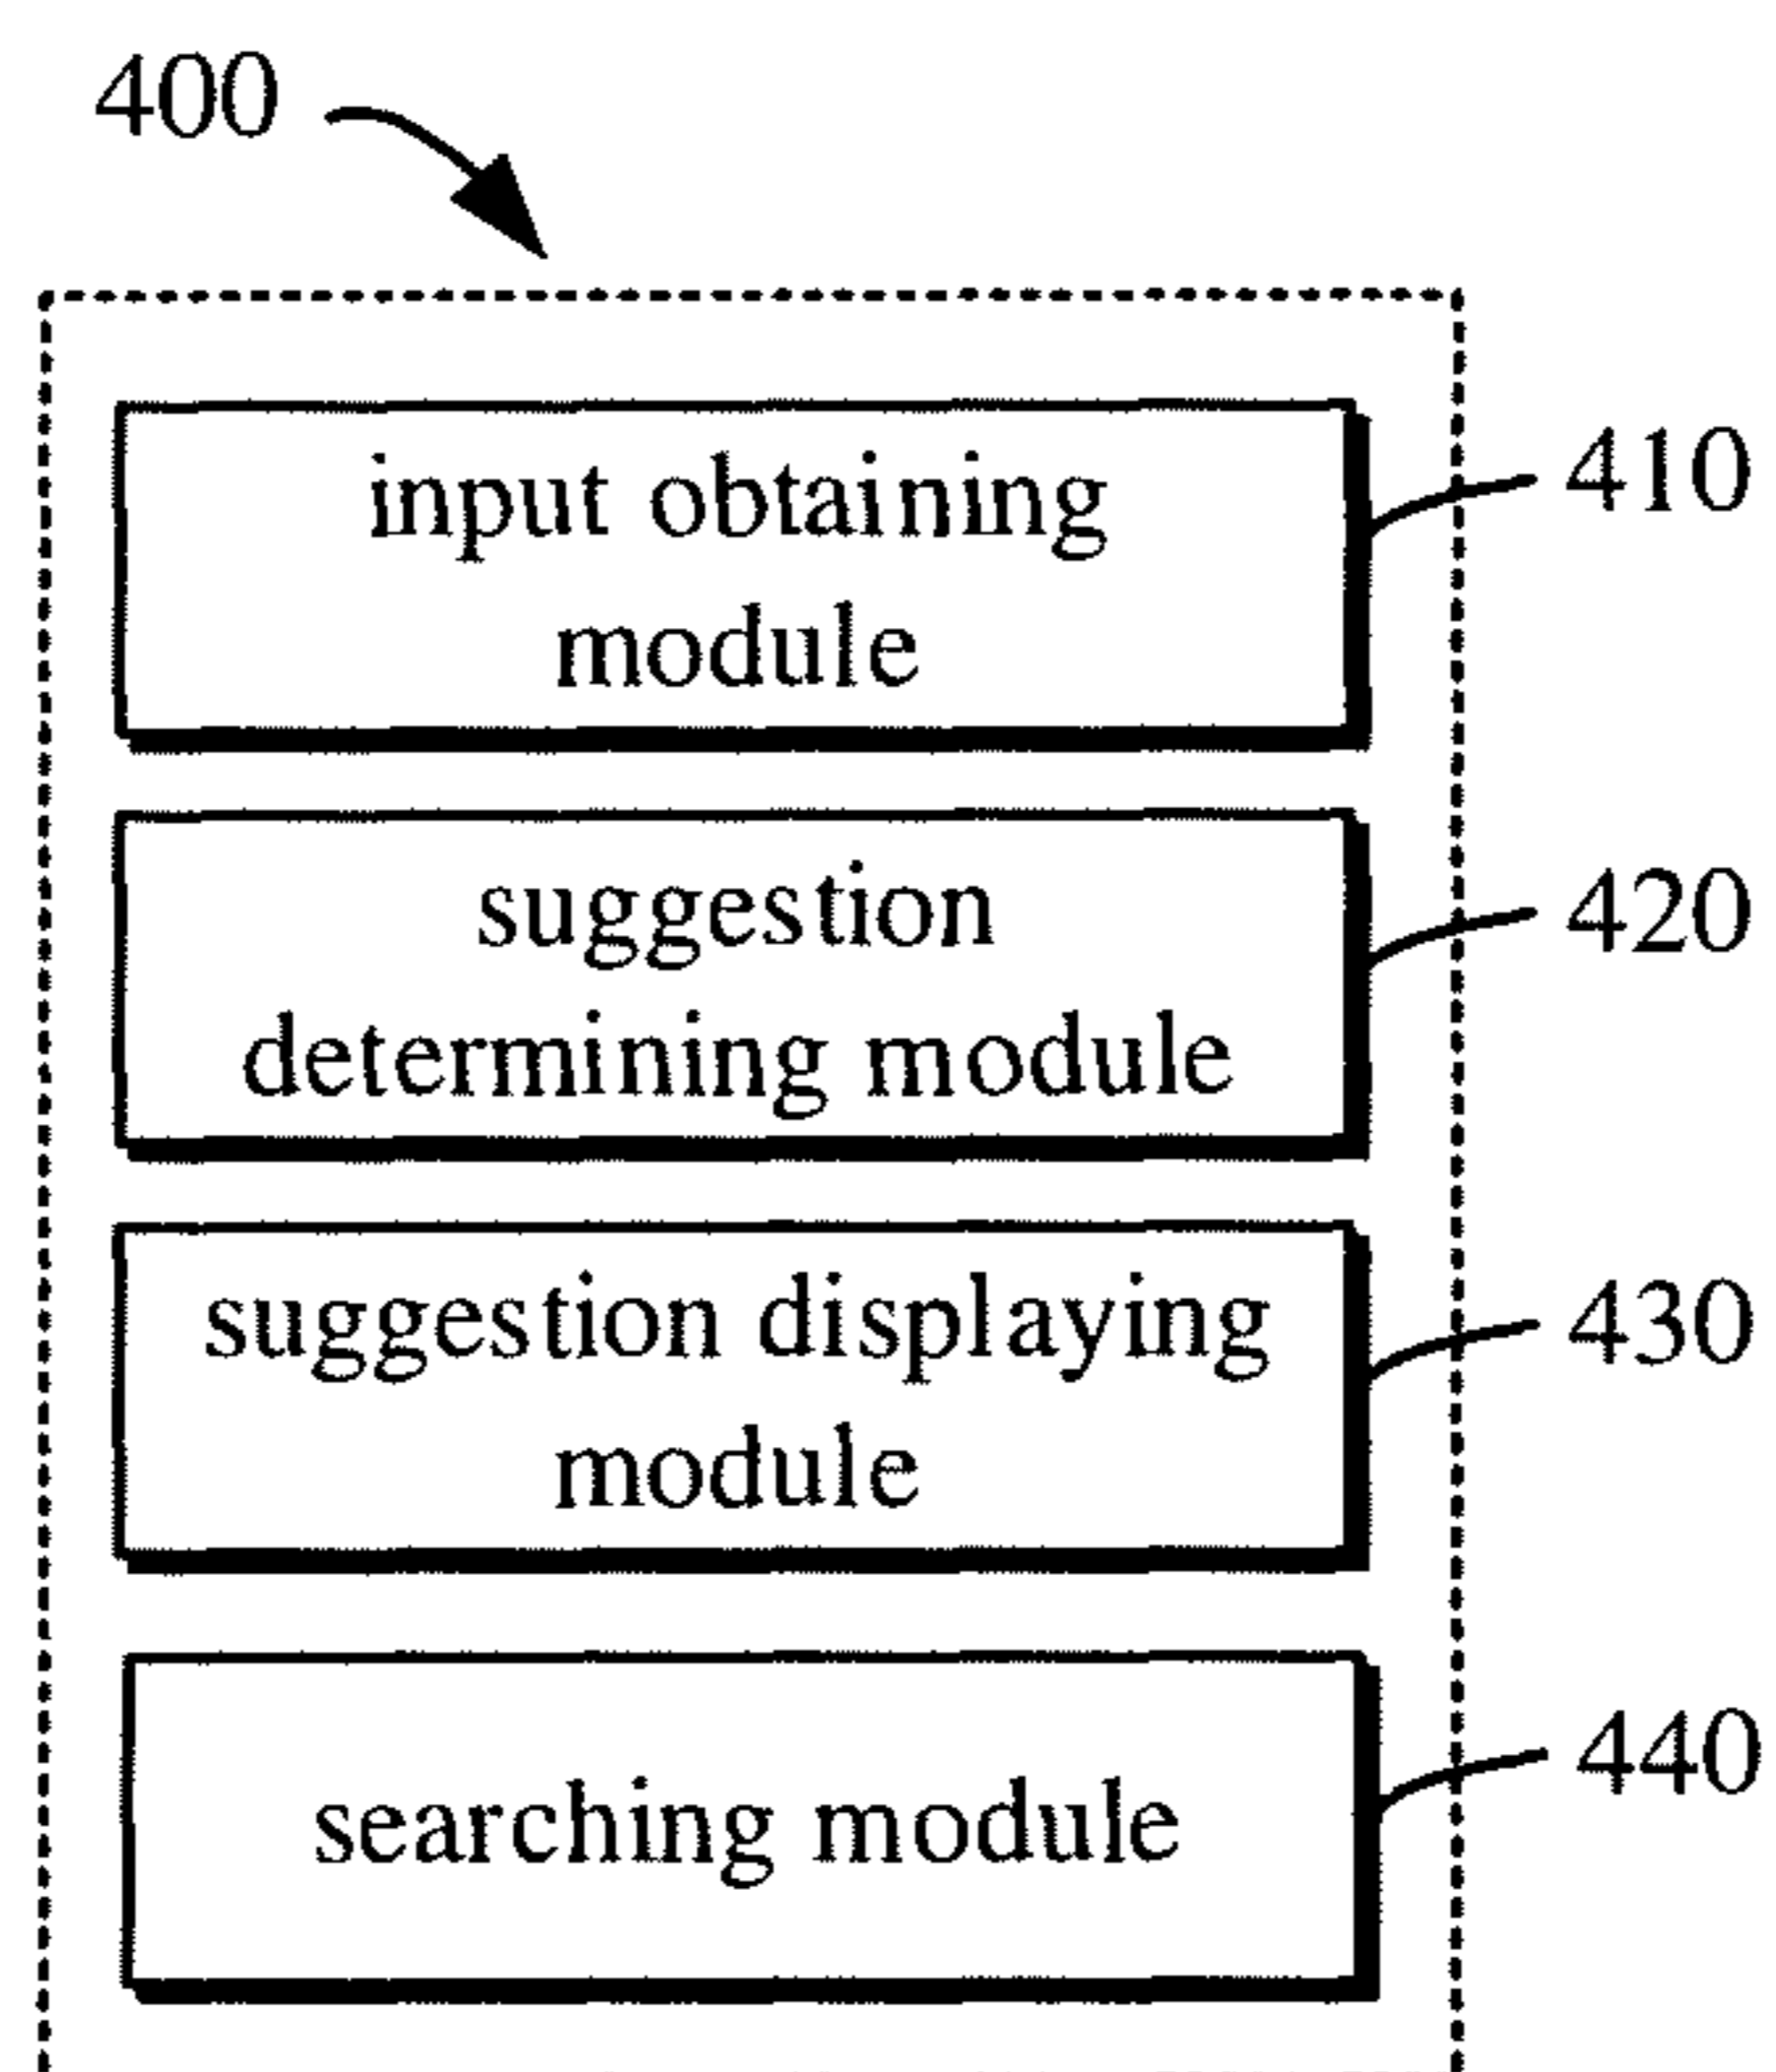 400
input obtaining
module
410
suggestion
determining module
420
suggestion displaying
module
430
searching module
440